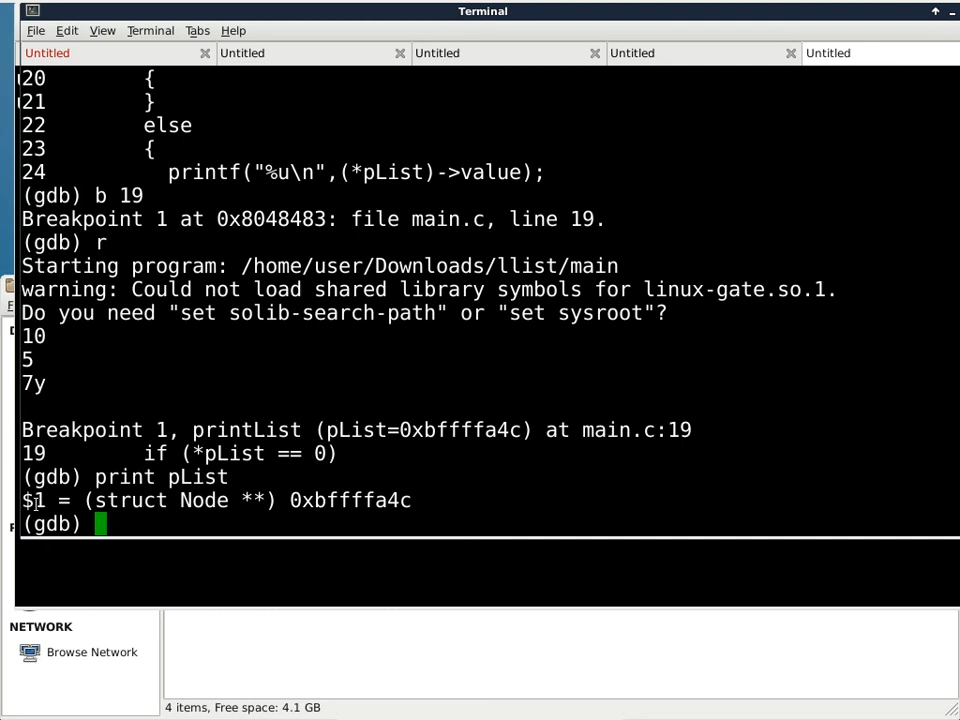 Terminal
File Edit View Terminal Tabs Help
Untitled Untitled Untitled Untitled Untitled
20 {
21 }
22 else
23 {
24 printf("%u\n",(*pList)->value);
(gdb) b 19
Breakpoint 1 at 0x8048483: file main.c, line 19.
(gdb) r
Starting program: /home/user/Downloads/llist/main
warning: Could not load shared library symbols for linux-gate.so.1.
Do you need "set solib-search-path" or "set sysroot"?
10
5
7y
Breakpoint 1, printList (pList=0xbffffa4c) at main.c:19
19 if (*pList == 0)
(gdb) print pList
$1 = (struct Node **) 0xbffffa4c
(gdb)
NETWORK
Browse Network
4 items, Free space: 4.1 GB